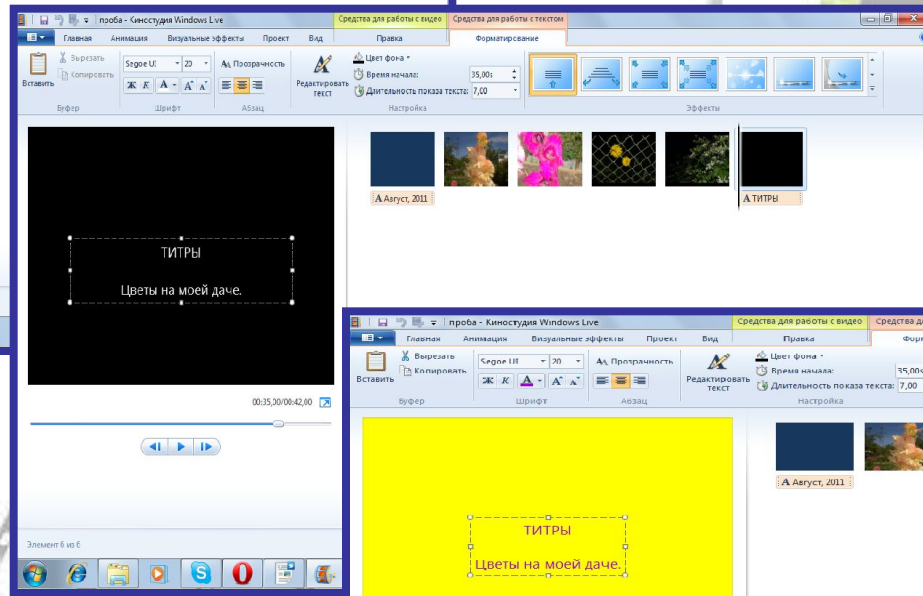 проба - Киностудия Windows Live
Средства для работы с видео
Средства для работы с текстом
Главная
Анимация
Визуальные эффекты
Проект
Вид
Правка
Форматирование
Вставить
Вырезать
Копировать
Буфер
Segoe UI
20
Прозрачность
Ж К А А А
Шрифт
Абзац
Редактировать
текст
Цвет фона
Время начала:
35,00s
Длительность показа текста:
7,00
Настройка
Эффекты
ТИТРЫ
Цветы на моей даче.
А Август, 2011
А ТИТРЫ
00:35,00/00:42,00
Элемент 6 из 6
проба - Киностудия Windows Live
Средства для работы с видео
Средства
Главная
Анимация
Визуальные эффекты
Проект
Вид
Правка
Вставить
Вырезать
Копировать
Буфер
Segoe UI
20
Прозрачность
Ж К А А А
Шрифт
Абзац
Редактировать
текст
Цвет фона
Время начала:
35,00s
Длительность показа текста:
7,00
Настройка
ТИТРЫ
Цветы на моей даче.
А Август, 2011